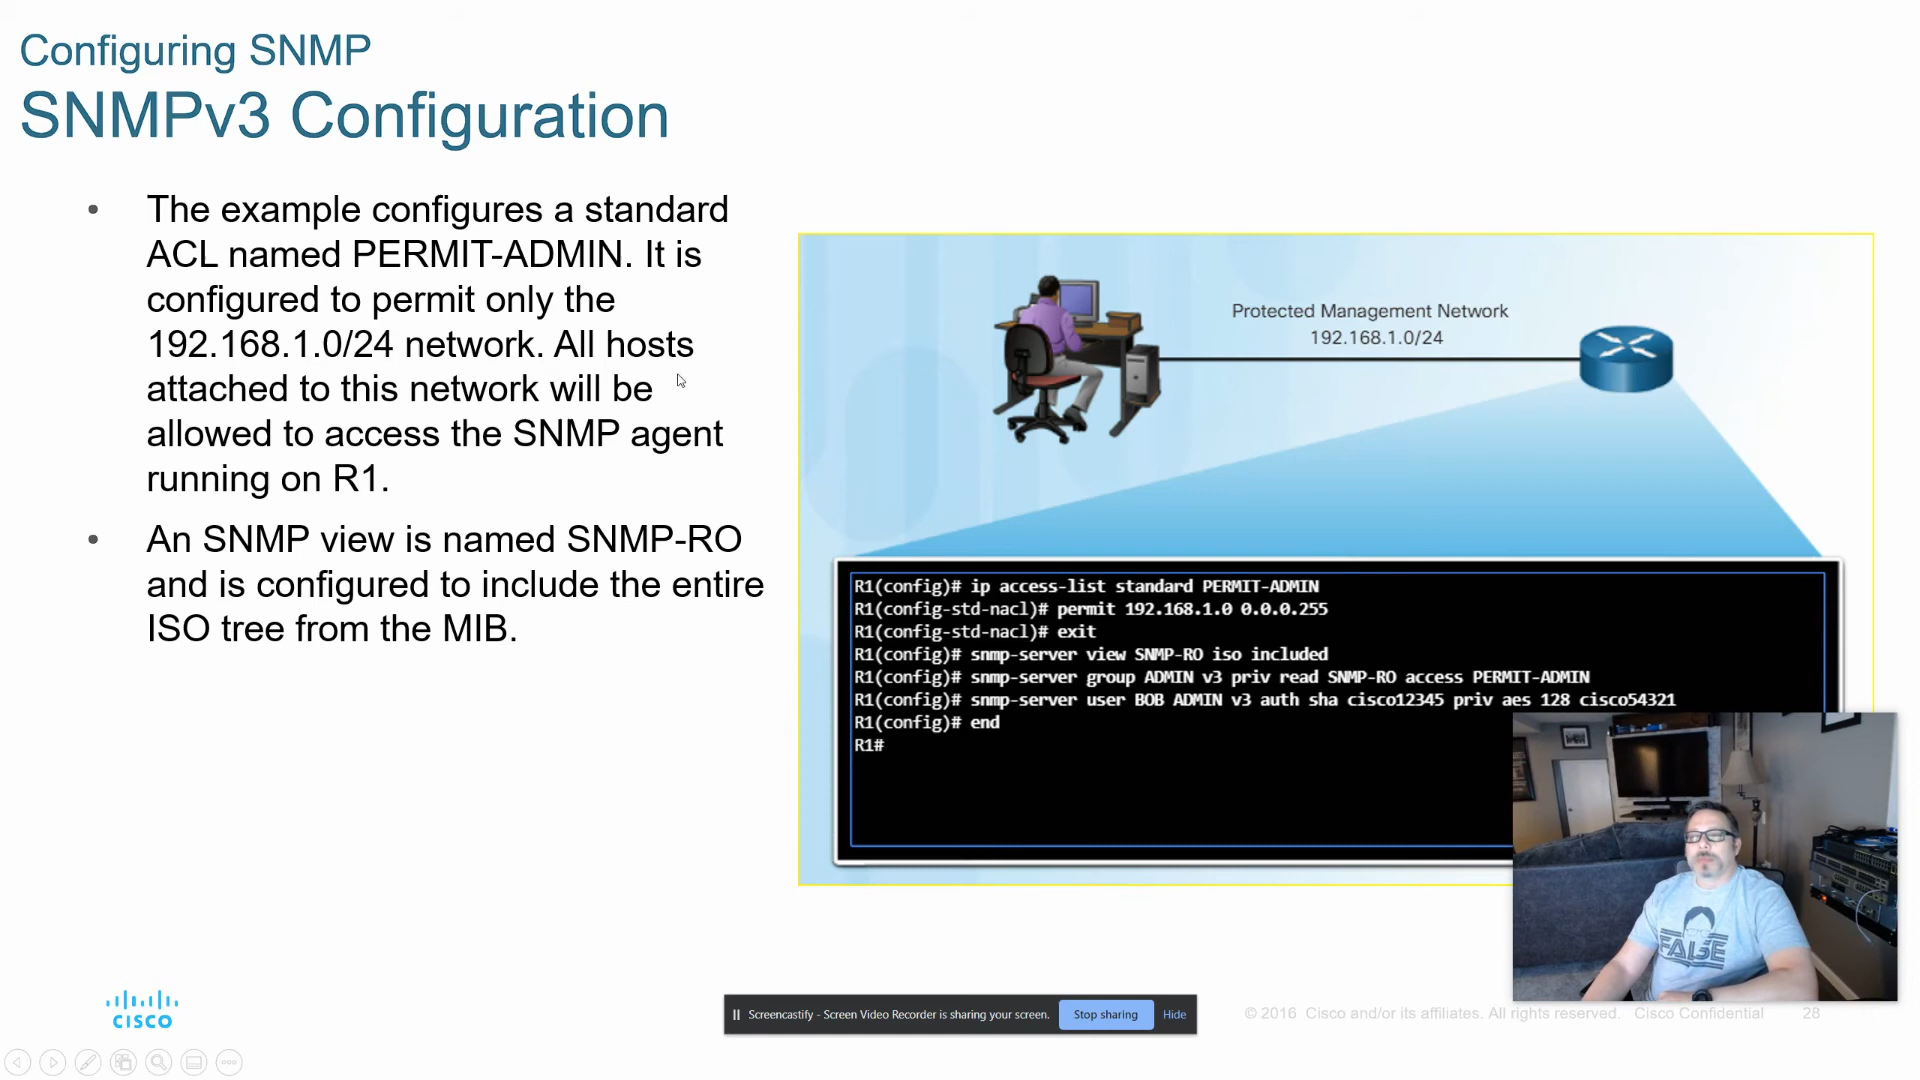 Configuring SNMP
SNMPv3 Configuration
• The example configures a standard
ACL named PERMIT-ADMIN. It is
configured to permit only the
192.168.1.0/24 network. All hosts
attached to this network will be
allowed to access the SNMP agent
running on R1.
• An SNMP view is named SNMP-RO
and is configured to include the entire
ISO tree from the MIB.
Protected Management Network
192.168.1.0/24
R1(config)# ip access-list standard PERMIT-ADMIN
R1(config-std-nacl)# permit 192.168.1.0 0.0.0.255
R1(config-std-nacl)# exit
R1(config)# snmp-server view SNMP-RO iso included
R1(config)# snmp-server group ADMIN v3 priv read SNMP-RO access PERMIT-ADMIN
R1(config)# snmp-server user BOB ADMIN v3 auth sha cisco12345 priv aes 128 cisco54321
R1(config)# end
R1#
FALSE
CISCO
Screencastify - Screen Video Recorder is sharing your screen.
Stop sharing
Hide
© 2016 Cisco and/or its affiliates. All rights reserved. Cisco Confidential
28